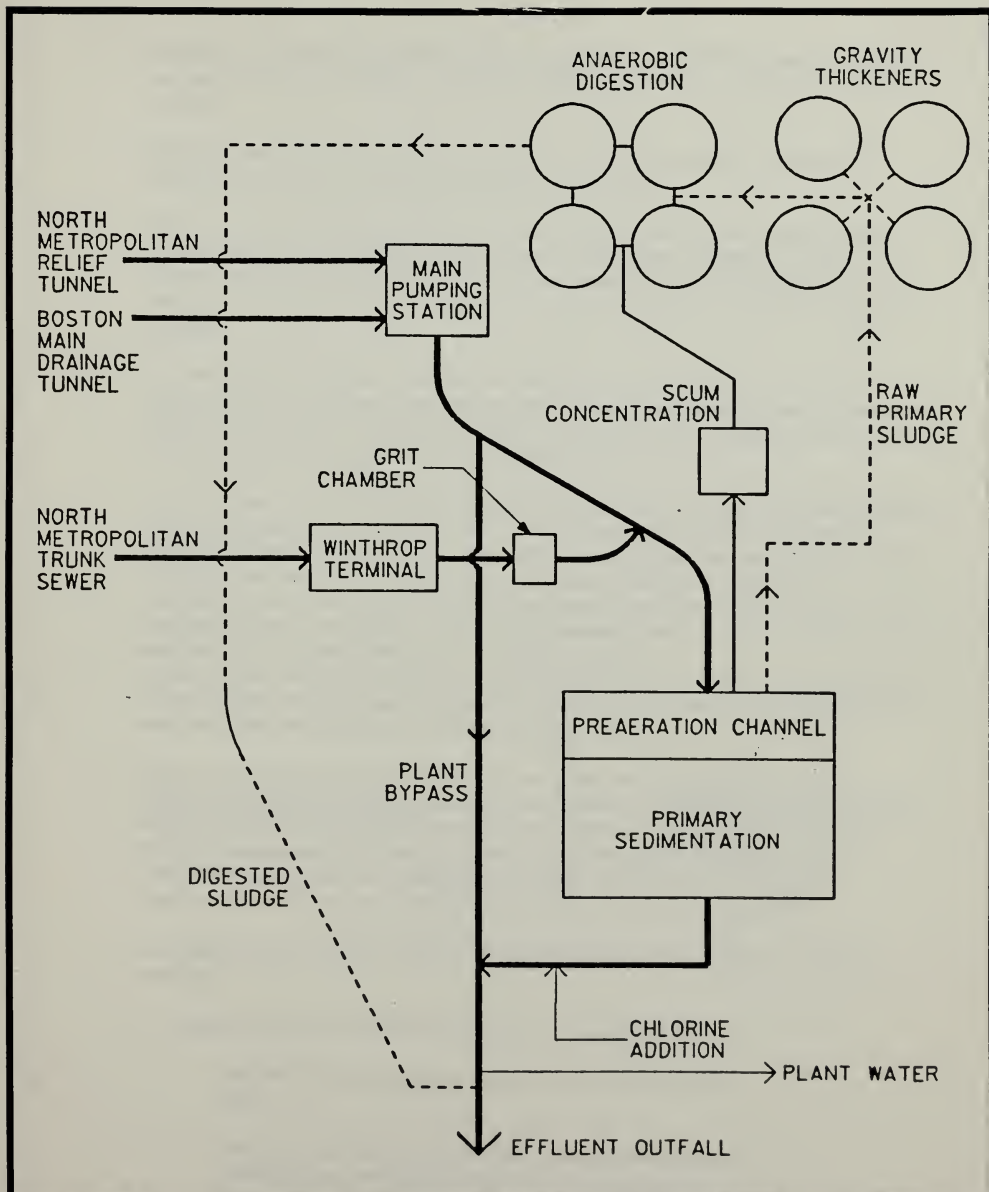 ANAEROBIC
DIGESTION
GRAVITY
THICKENERS
NORTH
METROPOLITAN
RELIEF
TUNNEL
MAIN
PUMPING
STATION
BOSTON
MAIN
DRAINAGE
TUNNEL
SCUM
CONCENTRATION
RAW
PRIMARY
SLUDGE
GRIT
CHAMBER
NORTH
METROPOLITAN
TRUNK
SEWER
WINTHROP
TERMINAL
PREAERATION CHANNEL
PLANT
BYPASS
PRIMARY
SEDIMENTATION
DIGESTED
SLUDGE
CHLORINE
ADDITION
PLANT WATER
EFFLUENT OUTFALL